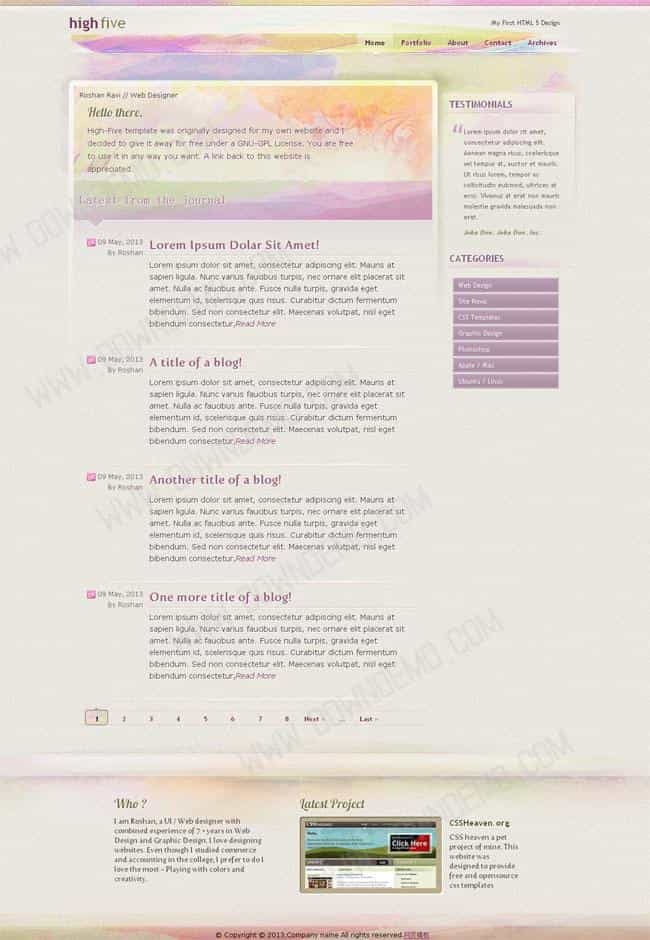 high five
My First HTML 5 Design
Home Portfolio About Contact Archives
Roshan Ravi // Web Designer
Hello there,
High-Five template was originally designed for my own website and I
decided to give it away for free under a GNU-GPL License. You are free
to use it in any way you want. A link back to this website is
appreciated.
Latest from the journal
09 May, 2013
By Roshan
Lorem Ipsum Dolar Sit Amet!
Lorem ipsum dolor sit amet, consectetur adipiscing elit. Morbi at
sapien ligula. Nunc varius faucibus turpis, nec ornare elit placerat sit
amet. Nulla ac faucibus ante. Fusce nulla turpis, gravida eget
elementum id, scelerisque quis risus. Curabitur dictum fermentum
bibendum. Sed non consectetur elit. Maecenas volutpat, nisl ac
bibendum consectetur,Read More
09 May, 2013
By Roshan
A title of a blog!
Lorem ipsum dolor sit amet, consectetur adipiscing elit. Morbi at
sapien ligula. Nunc varius faucibus turpis, nec ornare elit placerat sit
amet. Nulla ac faucibus ante. Fusce nulla turpis, gravida eget
elementum id, scelerisque quis risus. Curabitur dictum fermentum
bibendum. Sed non consectetur elit. Maecenas volutpat, nisl ac
bibendum consectetur,Read More
09 May, 2013
By Roshan
Another title of a blog!
Lorem ipsum dolor sit amet, consectetur adipiscing elit. Morbi at
sapien ligula. Nunc varius faucibus turpis, nec ornare elit placerat sit
amet. Nulla ac faucibus ante. Fusce nulla turpis, gravida eget
elementum id, scelerisque quis risus. Curabitur dictum fermentum
bibendum. Sed non consectetur elit. Maecenas volutpat, nisl ac
bibendum consectetur,Read More
09 May, 2013
By Roshan
One more title of a blog!
Lorem ipsum dolor sit amet, consectetur adipiscing elit. Morbi at
sapien ligula. Nunc varius faucibus turpis, nec ornare elit placerat sit
amet. Nulla ac faucibus ante. Fusce nulla turpis, gravida eget
elementum id, scelerisque quis risus. Curabitur dictum fermentum
bibendum. Sed non consectetur elit. Maecenas volutpat, nisl ac
bibendum consectetur,Read More
1 2 3 4 5 6 7 8 Next » ... Last »
TESTIMONIALS
Lorem ipsum dolor sit amet,
consectetur adipiscing elit.
Aenean magna risus, scelerisque
vel tempus at, auctor et mauris.
Ut risus lorem, tempor ac
sollicitudin euismod, ultrices at
eros. Vivamus at erat non mauris
molestie gravida malesuada non
erat.
John Doe, John Doe, Inc.
CATEGORIES
Web Design
Site News
CSS Templates
Graphic Design
Photoshop
Apple / Mac
Ubuntu / Linux
Who ?
I am Roshan, a UI / Web designer with
combined experience of 7 + years in Web
Design and Graphic Design. I love designing
websites. Even though I studied commerce
and accounting in the college, I prefer to do I
love the most – Playing with colors and
creativity.
Latest Project
Click Here
CSSHeaven.org
CSS heaven a pet
project of mine. This
website was
designed to provide
free and opensource
css templates
© Copyright © 2013.Company name All rights reserved.网页模板
WWW.DOWNDEMO.COM
WWW.DOWNDEMO.COM
WWW.DOWNDEMO.COM
WWW.DOWNDEMO.COM
WWW.DOWNDEMO.COM